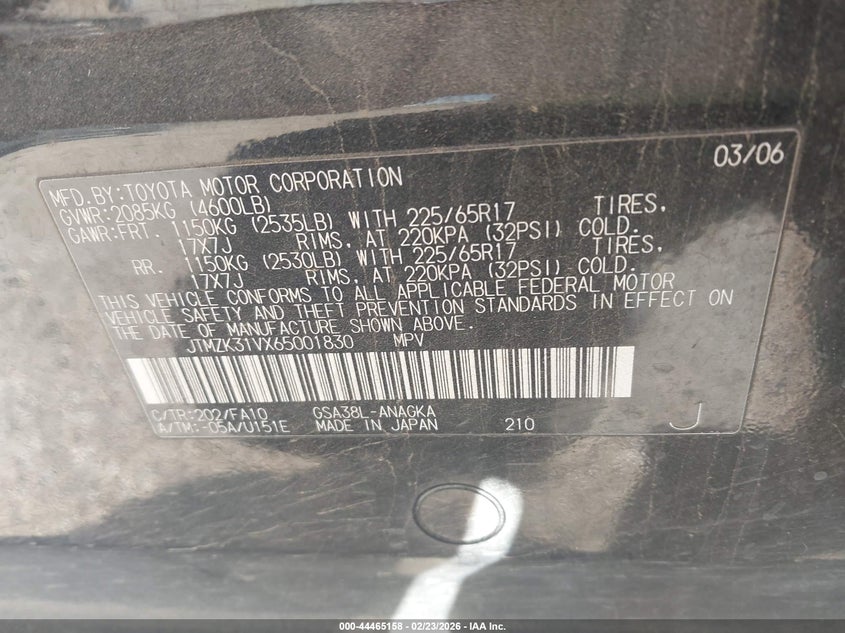 03/06
MFD.BY:TOYOTA MOTOR CORPORATION
GVWR:2085KG (4600LB)
GAWR:FRT. 1150KG (2535LB) WITH 225/65R17 TIRES,
17X7J RIMS, AT 220KPA (32PSI) COLD.
RR. 1150KG (2530LB) WITH 225/65R17 TIRES,
17X7J RIMS, AT 220KPA (32PSI) COLD.
THIS VEHICLE CONFORMS TO ALL APPLICABLE FEDERAL MOTOR
VEHICLE SAFETY AND THEFT PREVENTION STANDARDS IN EFFECT ON
THE DATE OF MANUFACTURE SHOWN ABOVE.
JTMZK31VX65001830 MPV
C/TR:202/FA10 GSA38L-ANAGKA
A/TM:-05A/U151E MADE IN JAPAN 210 J
000-44465158 - 02/23/2026 - IAA Inc.